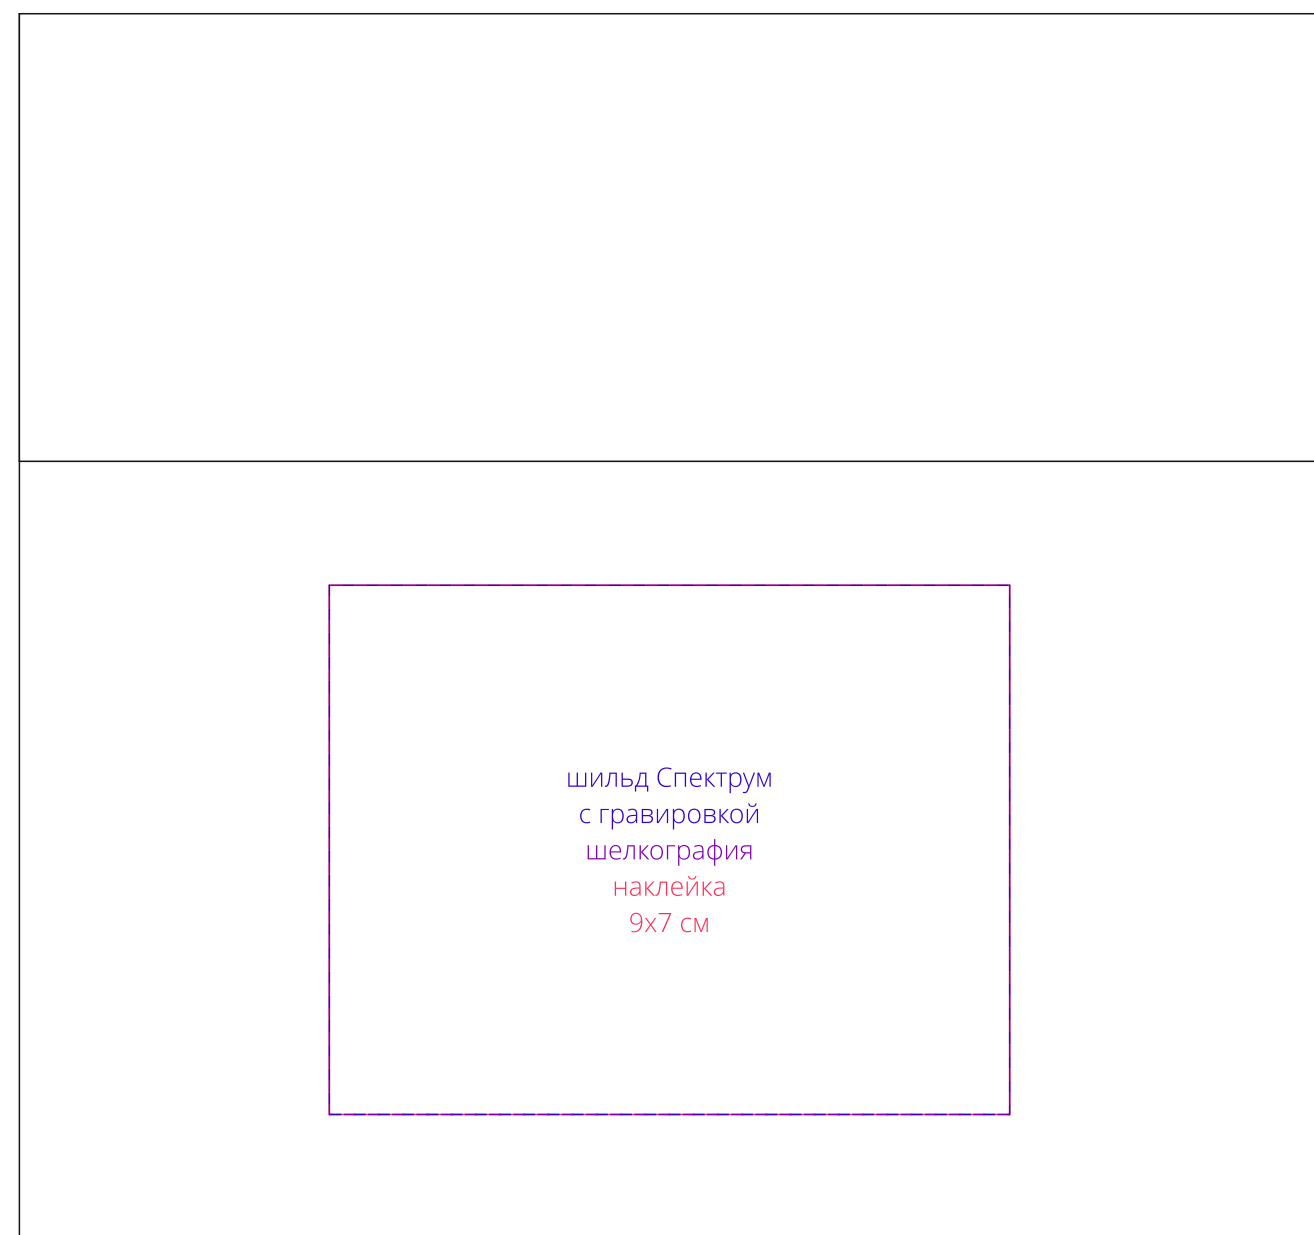 шильд Спектрум
с гравировкой
шелкография
наклейка
9х7 см